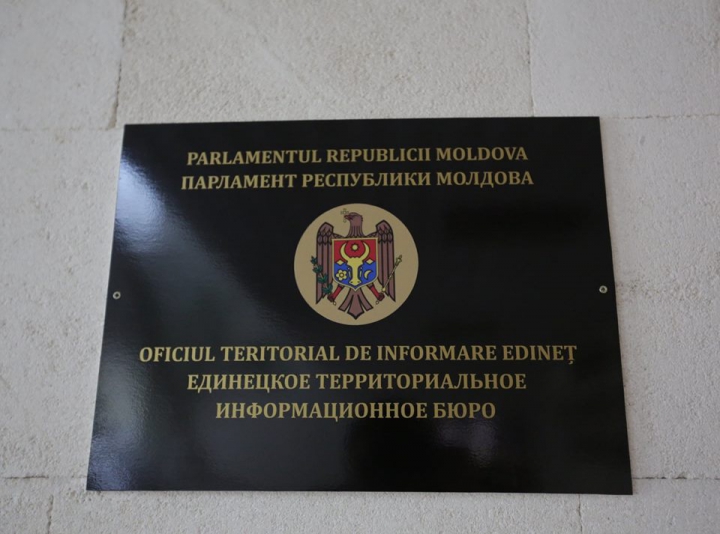 PARLAMENTUL REPUBLICII MOLDOVA
ПАРЛАМЕНТ РЕСПУБЛИКИ МОЛДОВА
OFICIUL TERITORIAL DE INFORMARE EDINEȚ
ЕДИНЕЦКОЕ ТЕРРИТОРИАЛЬНОЕ
ИНФОРМАЦИОННОЕ БЮРО